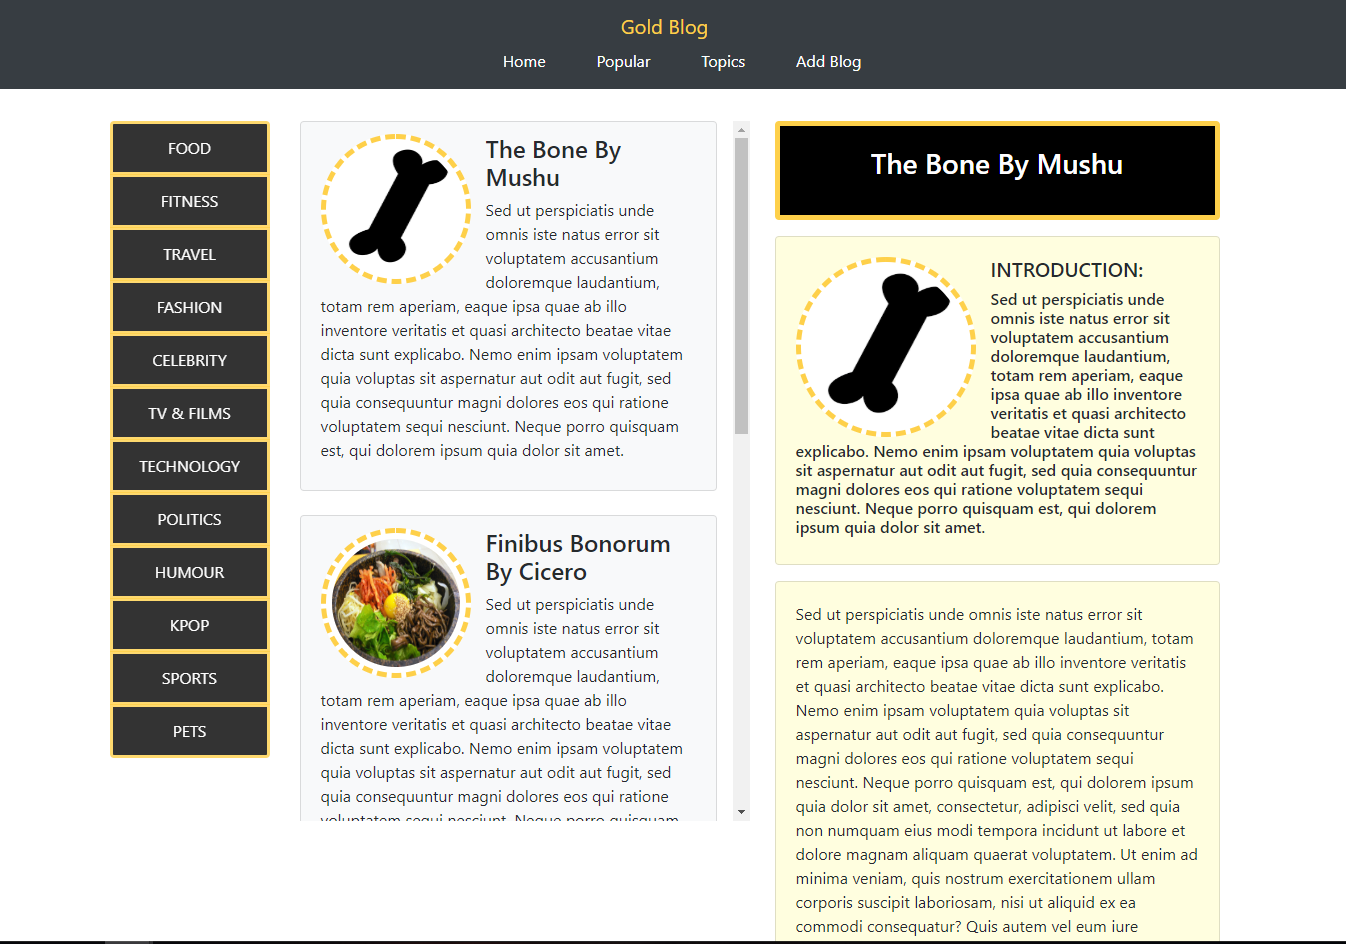 Gold Blog
Home Popular Topics Add Blog
FOOD
FITNESS
TRAVEL
FASHION
CELEBRITY
TV & FILMS
TECHNOLOGY
POLITICS
HUMOUR
KPOP
SPORTS
PETS
The Bone By
Mushu
Sed ut perspiciatis unde
omnis iste natus error sit
voluptatem accusantium
doloremque laudantium,
totam rem aperiam, eaque ipsa quae ab illo
inventore veritatis et quasi architecto beatae vitae
dicta sunt explicabo. Nemo enim ipsam voluptatem
quia voluptas sit aspernatur aut odit aut fugit, sed
quia consequuntur magni dolores eos qui ratione
voluptatem sequi nesciunt. Neque porro quisquam
est, qui dolorem ipsum quia dolor sit amet.
Finibus Bonorum
By Cicero
Sed ut perspiciatis unde
omnis iste natus error sit
voluptatem accusantium
doloremque laudantium,
totam rem aperiam, eaque ipsa quae ab illo
inventore veritatis et quasi architecto beatae vitae
dicta sunt explicabo. Nemo enim ipsam voluptatem
quia voluptas sit aspernatur aut odit aut fugit, sed
quia consequuntur magni dolores eos qui ratione
voluptatem sequi nesciunt. Neque porro quisquam
The Bone By Mushu
INTRODUCTION:
Sed ut perspiciatis unde
omnis iste natus error sit
voluptatem accusantium
doloremque laudantium,
totam rem aperiam, eaque
ipsa quae ab illo inventore
veritatis et quasi architecto
beatae vitae dicta sunt
explicabo. Nemo enim ipsam voluptatem quia voluptas
sit aspernatur aut odit aut fugit, sed quia consequuntur
magni dolores eos qui ratione voluptatem sequi
nesciunt. Neque porro quisquam est, qui dolorem
ipsum quia dolor sit amet.
Sed ut perspiciatis unde omnis iste natus error sit
voluptatem accusantium doloremque laudantium, totam
rem aperiam, eaque ipsa quae ab illo inventore veritatis
et quasi architecto beatae vitae dicta sunt explicabo.
Nemo enim ipsam voluptatem quia voluptas sit
aspernatur aut odit aut fugit, sed quia consequuntur
magni dolores eos qui ratione voluptatem sequi
nesciunt. Neque porro quisquam est, qui dolorem ipsum
quia dolor sit amet, consectetur, adipisci velit, sed quia
non numquam eius modi tempora incidunt ut labore et
dolore magnam aliquam quaerat voluptatem. Ut enim ad
minima veniam, quis nostrum exercitationem ullam
corporis suscipit laboriosam, nisi ut aliquid ex ea
commodi consequatur? Quis autem vel eum iure